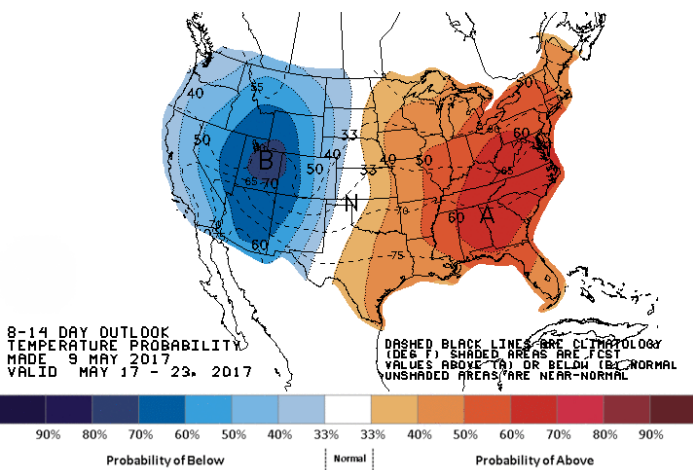 50
40
35
50
40
33
B
50
40
65
70
33
50
60
60
65
N
70
60
A
70
75
60
75
8-14 DAY OUTLOOK
TEMPERATURE PROBABILITY
MADE 9 MAY 2017
VALID MAY 17 - 23, 2017
DASHED BLACK LINES ARE CLIMATOLOGY
(DEG F) SHADED AREAS ARE FCST
VALUES ABOVE (A) OR BELOW (B) NORMAL
UNSHADED AREAS ARE NEAR-NORMAL
90% 80% 70% 60% 50% 40% 33% 33% 40% 50% 60% 70% 80% 90%
Probability of Below Normal Probability of Above